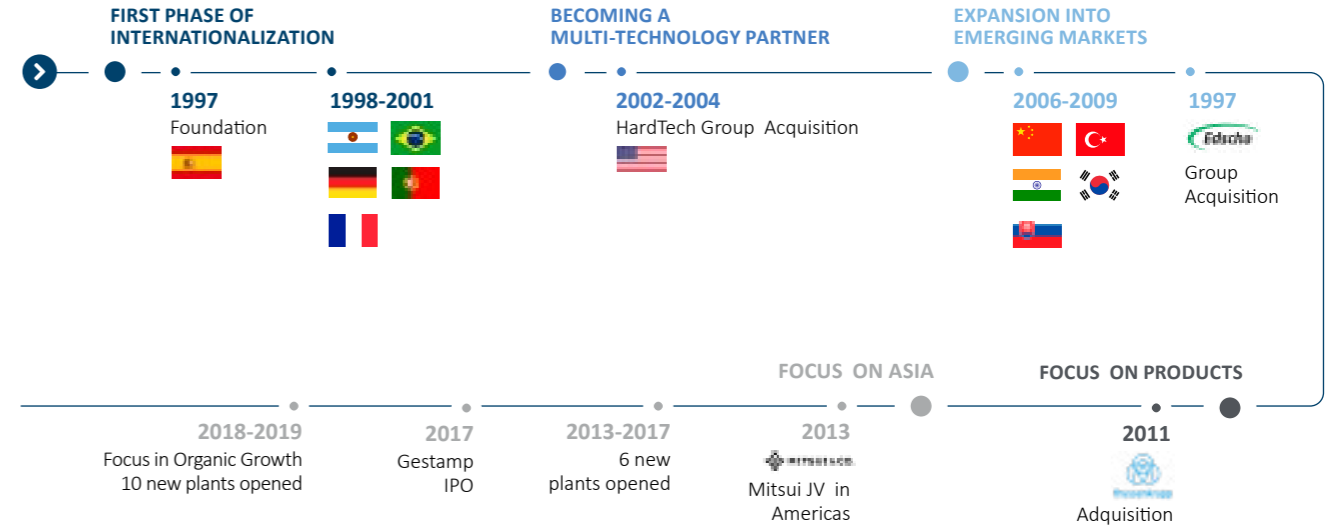 FIRST PHASE OF
INTERNATIONALIZATION
BECOMING A
MULTI-TECHNOLOGY PARTNER
EXPANSION INTO
EMERGING MARKETS
1997
Foundation
1998-2001
2002-2004
HardTech Group Acquisition
2006-2009
1997
Edscha
Group
Acquisition
FOCUS ON ASIA
FOCUS ON PRODUCTS
2018-2019
Focus in Organic Growth
10 new plants opened
2017
Gestamp
IPO
2013-2017
6 new
plants opened
2013
MITSUI & CO.
Mitsui JV in
Americas
2011
thyssenkrupp
Adquisition